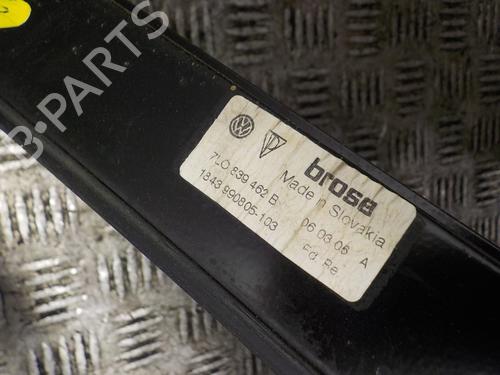 brose
Made in Slovakia
7L0 839 462 B
06 03 06 A
1843 990805-103
Fd. Re
B-PARTS